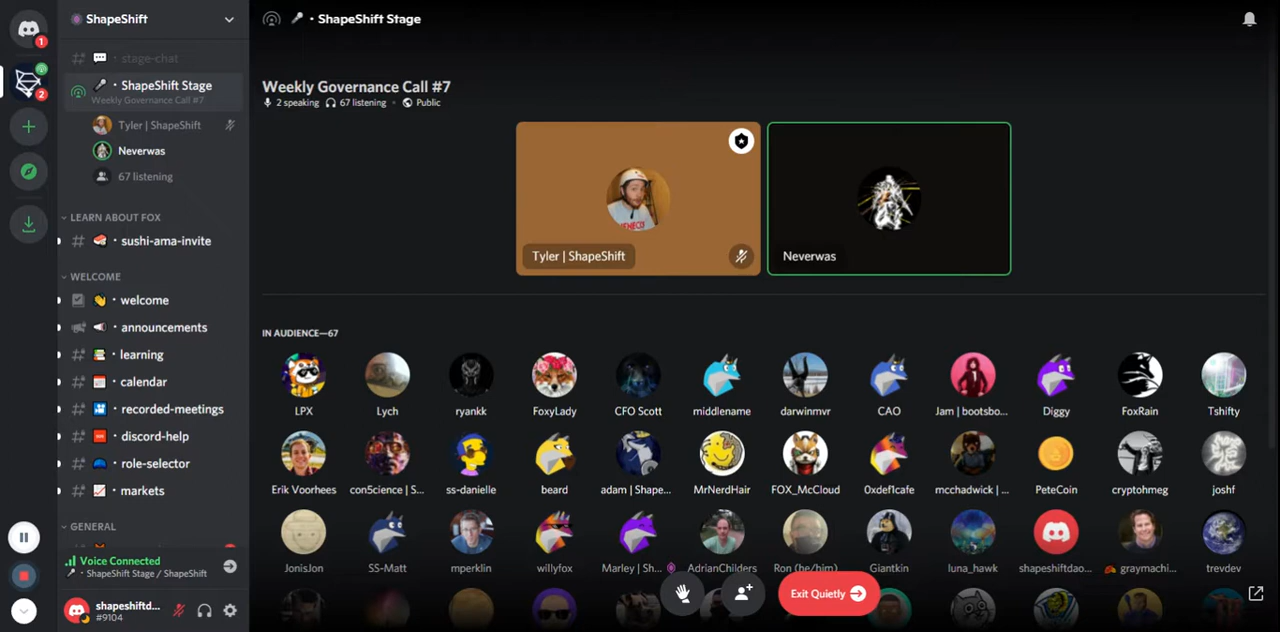 ShapeShift
1
2
stage-chat
ShapeShift Stage
Weekly Governance Call #7
Tyler | ShapeShift
Neverwas
67 listening
LEARN ABOUT FOX
# sushi-ama-invite
WELCOME
welcome
announcements
# learning
# calendar
# recorded-meetings
# discord-help
# role-selector
# markets
GENERAL
Voice Connected
ShapeShift Stage / ShapeShift
shapeshiftd...
#9104
ShapeShift Stage
Weekly Governance Call #7
2 speaking 67 listening • Public
Tyler | ShapeShift
Neverwas
IN AUDIENCE—67
LPX Lych ryankk FoxyLady CFO Scott middlename darwinmvr CAO Jam | bootsbo... Diggy FoxRain Tshifty
Erik Voorhees con5cience | S... ss-danielle beard adam | Shape... MrNerdHair FOX_McCloud 0xdef1cafe mcchadwick | ... PeteCoin cryptohmeg joshf
JonisJon SS-Matt mperklin willyfox Marley | Sh... AdrianChilders Ron (he/him) Giantkin luna_hawk shapeshiftdao... graymachi... trevdev
Exit Quietly